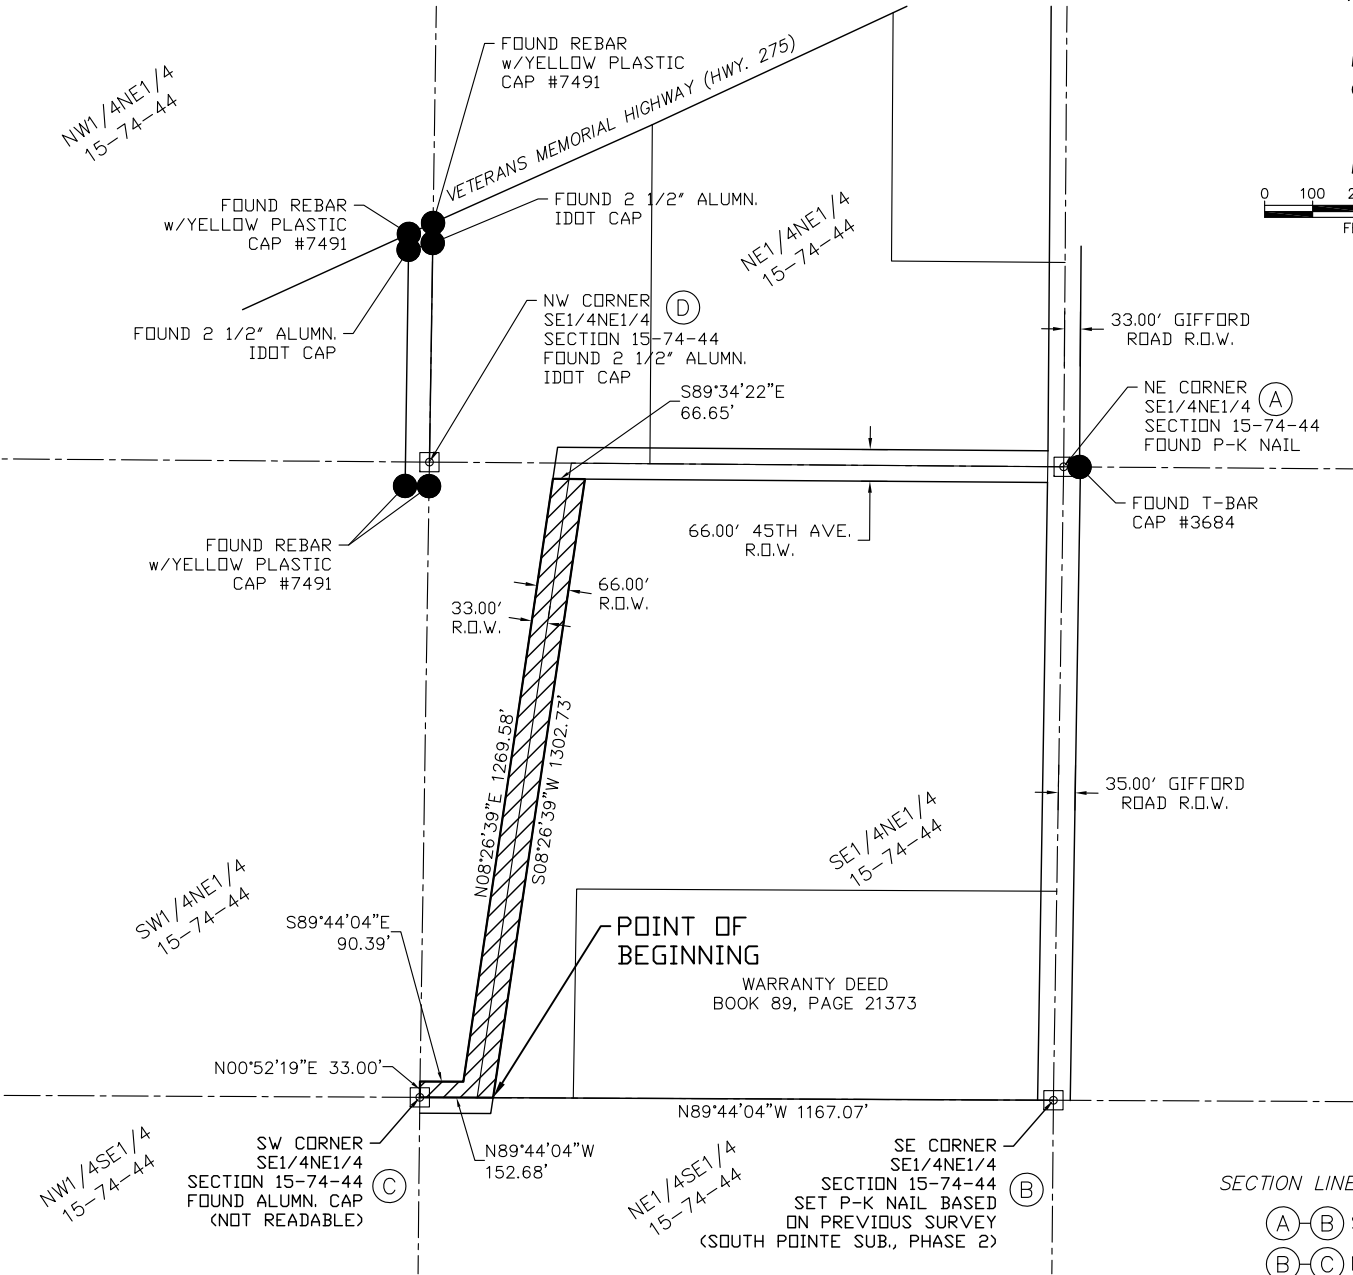 FOUND REBAR
w/YELLOW PLASTIC
CAP #7491
VETERANS MEMORIAL HIGHWAY (HWY. 275)
NW1/4NE1/4
15-74-44
0 100
FOUND REBAR
w/YELLOW PLASTIC
CAP #7491
FOUND 2 1/2" ALUMN.
IDOT CAP
NE1/4NE1/4
15-74-44
NW CORNER
SE1/4NE1/4
SECTION 15-74-44
FOUND 2 1/2" ALUMN.
IDOT CAP
D
FOUND 2 1/2" ALUMN.
IDOT CAP
33.00' GIFFORD
ROAD R.O.W.
S89°34'22"E
66.65'
NE CORNER
SE1/4NE1/4
SECTION 15-74-44
FOUND P-K NAIL
A
FOUND T-BAR
CAP #3684
66.00' 45TH AVE.
R.O.W.
FOUND REBAR
w/YELLOW PLASTIC
CAP #7491
66.00'
R.O.W.
33.00'
R.O.W.
N08°26'39"E 1269.58'
S08°26'39"W 1302.73'
35.00' GIFFORD
ROAD R.O.W.
SE1/4NE1/4
15-74-44
SW1/4NE1/4
15-74-44
S89°44'04"E
90.39'
POINT OF
BEGINNING
WARRANTY DEED
BOOK 89, PAGE 21373
N00°52'19"E 33.00'
N89°44'04"W 1167.07'
N89°44'04"W
152.68'
SW CORNER
SE1/4NE1/4
SECTION 15-74-44
FOUND ALUMN. CAP
(NOT READABLE)
C
NW1/4SE1/4
15-74-44
NE1/4SE1/4
15-74-44
SE CORNER
SE1/4NE1/4
SECTION 15-74-44
SET P-K NAIL BASED
ON PREVIOUS SURVEY
(SOUTH POINTE SUB., PHASE 2)
B
SECTION LINE
A B
B C